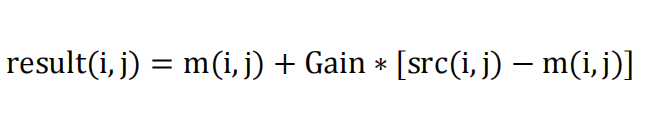 result(i, j) = m(i, j) + Gain ∗ [src(i, j) − m(i, j)]